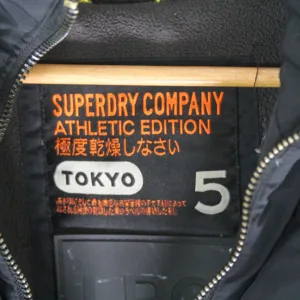 SUPERDRY COMPANY
ATHLETIC EDITION
極度乾燥しなさい
TOKYO
5